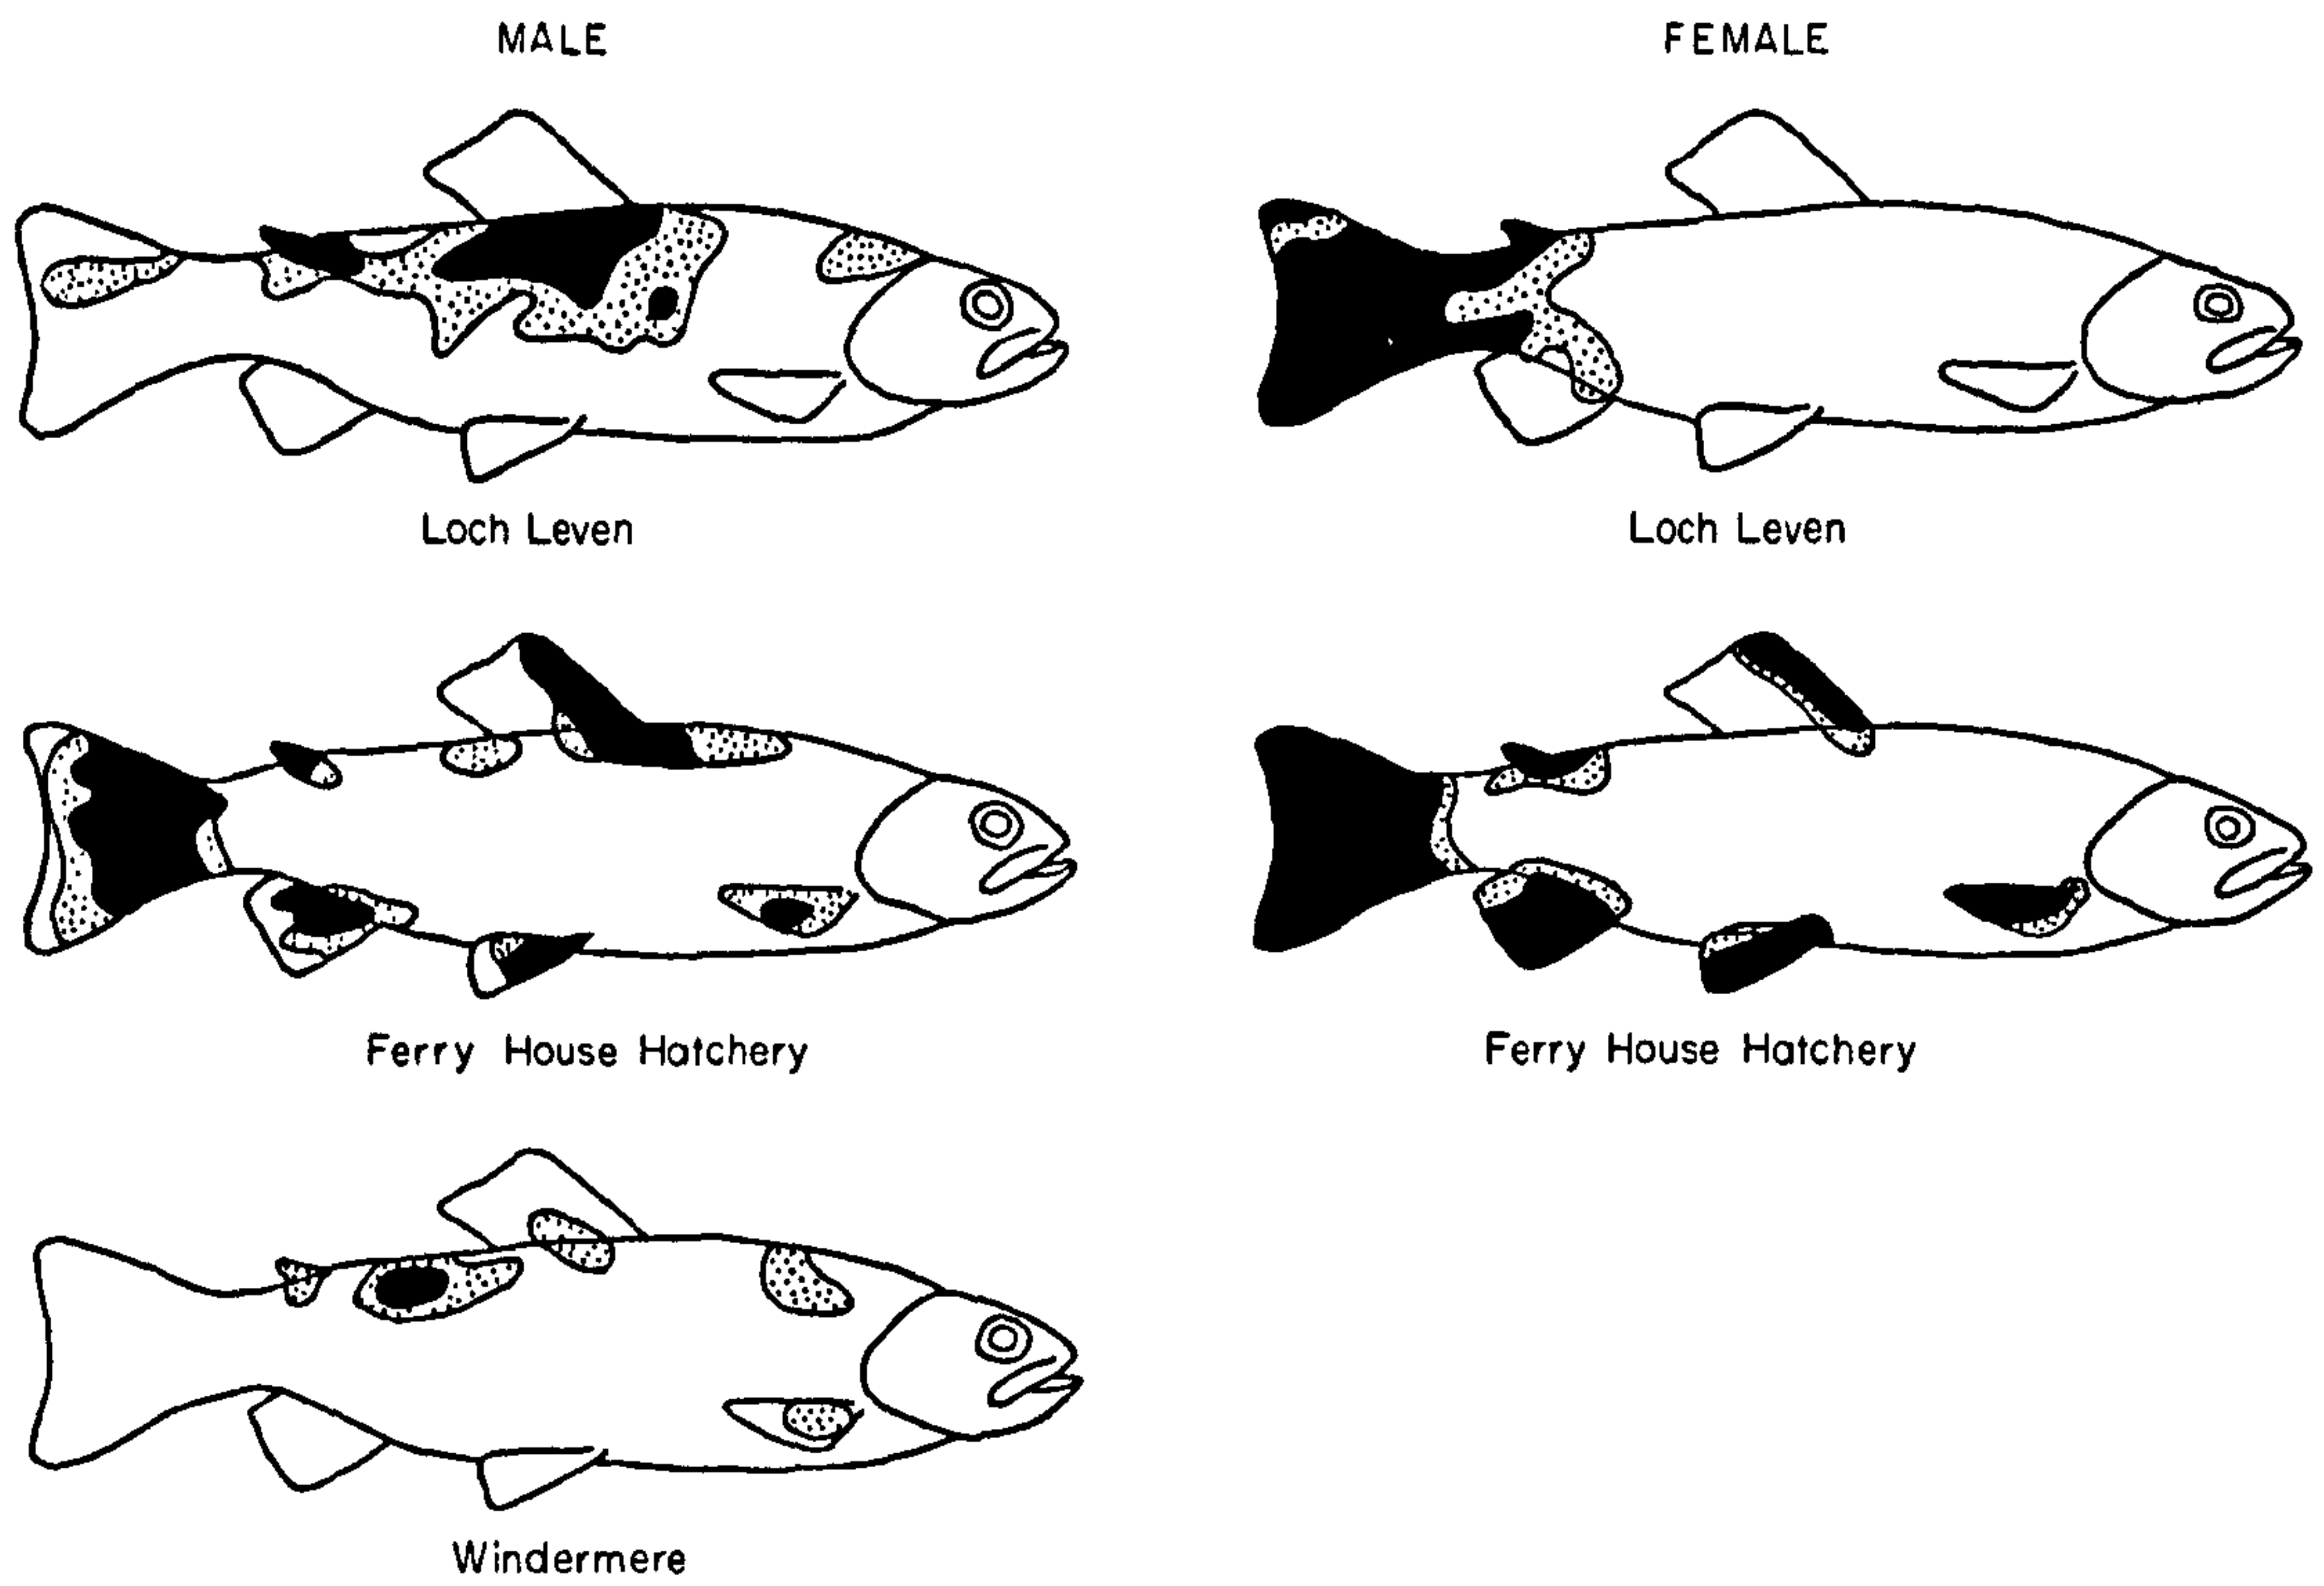 MALE
FEMALE
Loch Leven
Loch Leven
Ferry House Hatchery
Ferry House Hatchery
Windermere